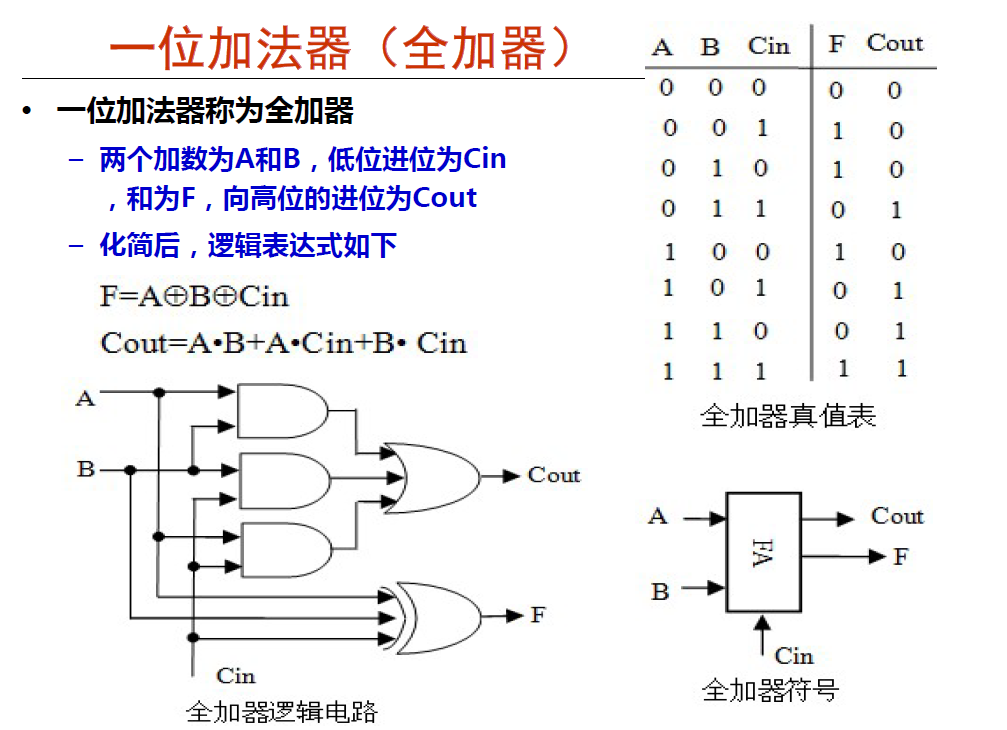 一位加法器（全加器）
• 一位加法器称为全加器
– 两个加数为A和B，低位进位为Cin
，和为F，向高位的进位为Cout
– 化简后，逻辑表达式如下
F=A⊕B⊕Cin
Cout=A•B+A•Cin+B• Cin
A
B
Cout
F
Cin
全加器逻辑电路
A B Cin F Cout
0 0 0 0 0
0 0 1 1 0
0 1 0 1 0
0 1 1 0 1
1 0 0 1 0
1 0 1 0 1
1 1 0 0 1
1 1 1 1 1
全加器真值表
A
B
FA
Cout
F
Cin
全加器符号